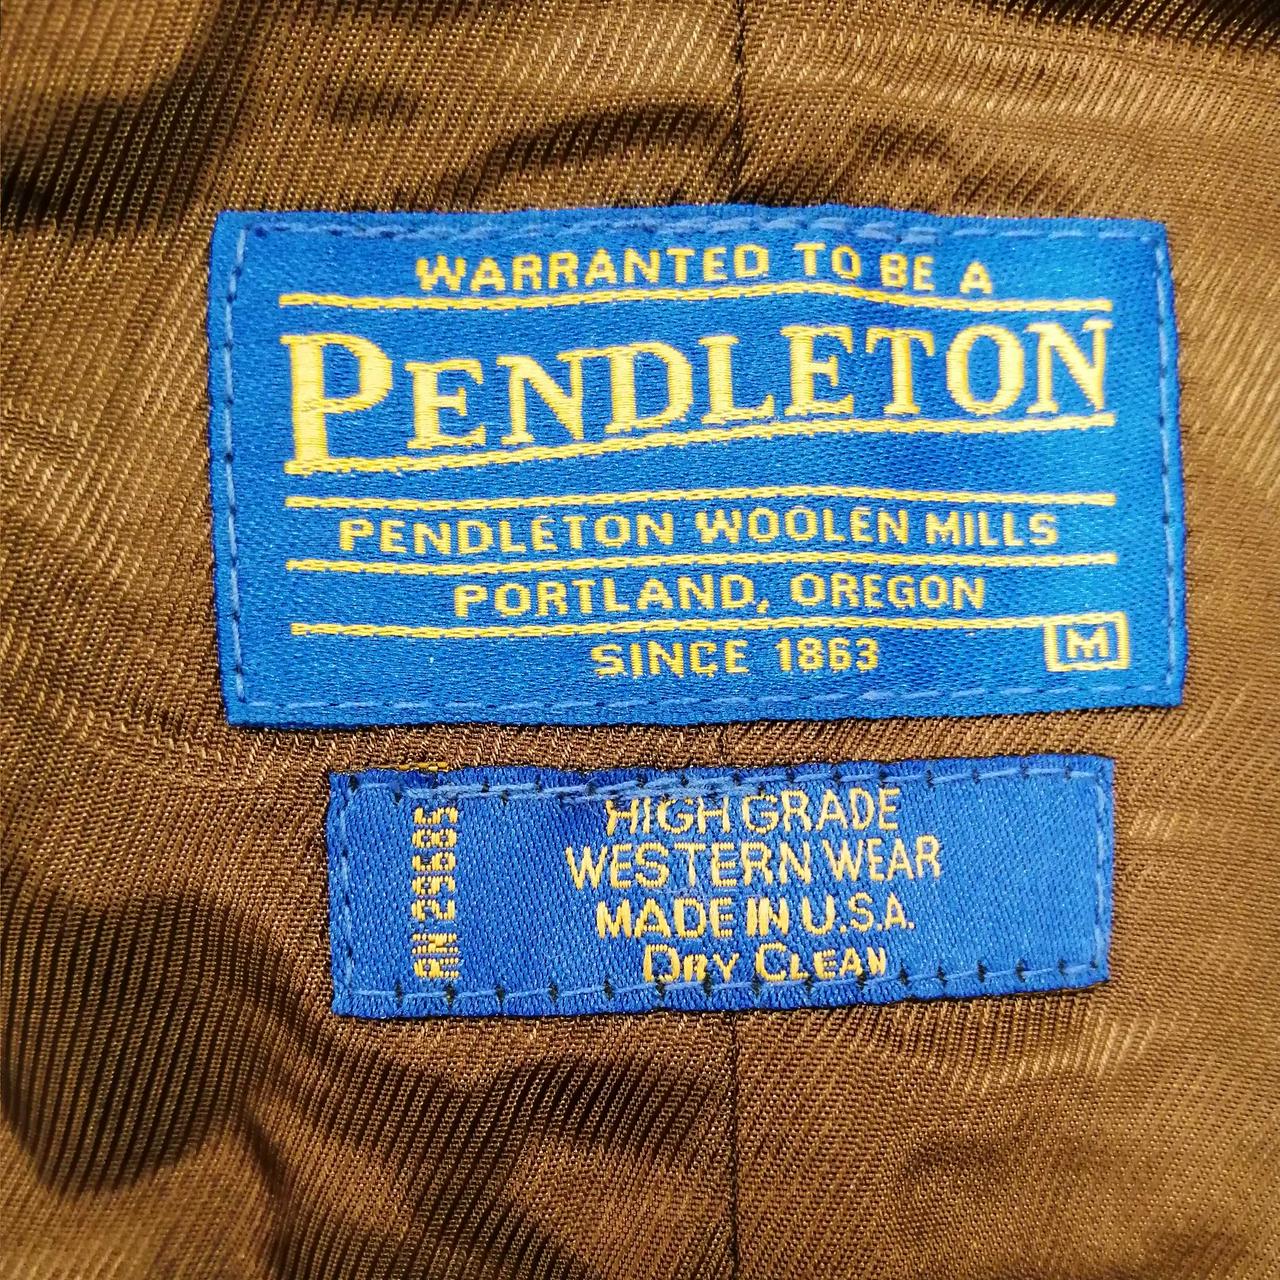 WARRANTED TO BE A
PENDLETON
PENDLETON WOOLEN MILLS
PORTLAND, OREGON
SINCE 1863
M
RN 29685
HIGH GRADE
WESTERN WEAR
MADE IN U.S.A.
DRY CLEAN